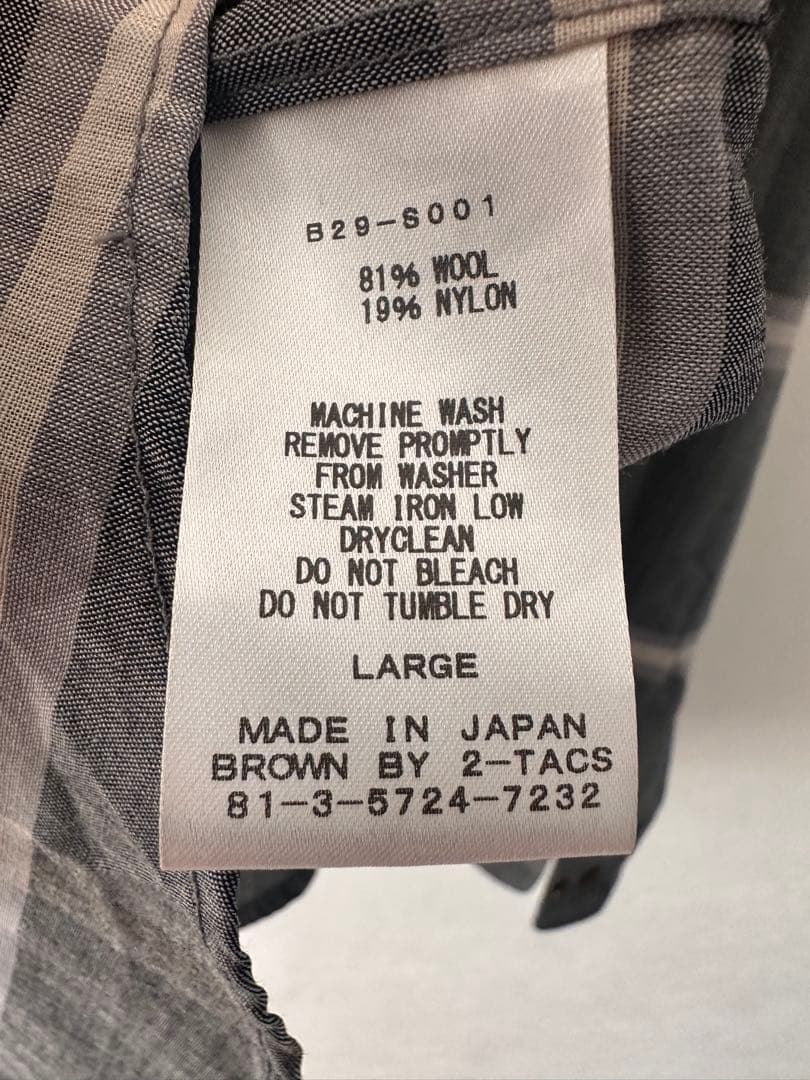 B29-S001
81% WOOL
19% NYLON
MACHINE WASH
REMOVE PROMPTLY
FROM WASHER
STEAM IRON LOW
DRYCLEAN
DO NOT BLEACH
DO NOT TUMBLE DRY
LARGE
MADE IN JAPAN
BROWN BY 2-TACS
81-3-5724-7232